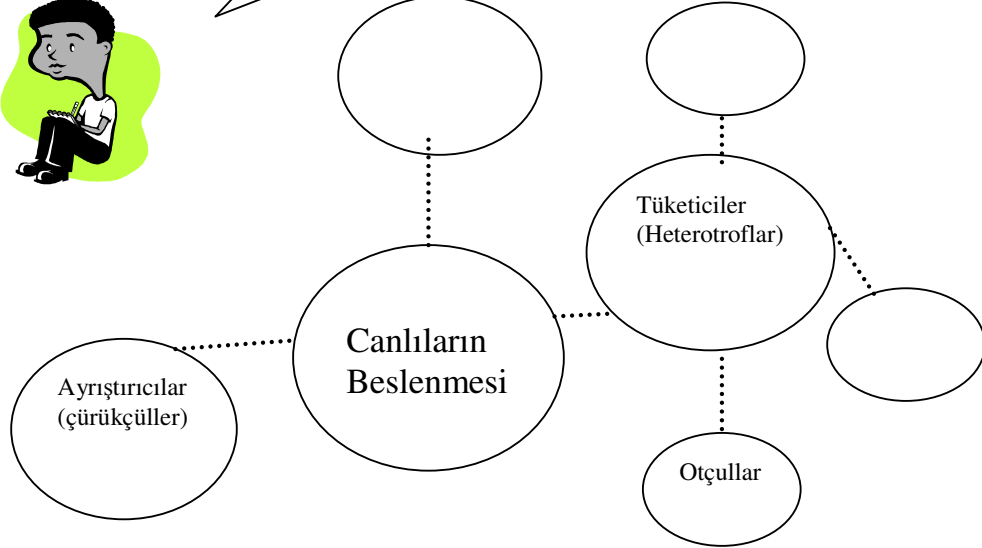 Tüketiciler
(Heterotroflar)
Canlıların
Beslenmesi
Ayrıştırıcılar
(çürükçüller)
Otçullar